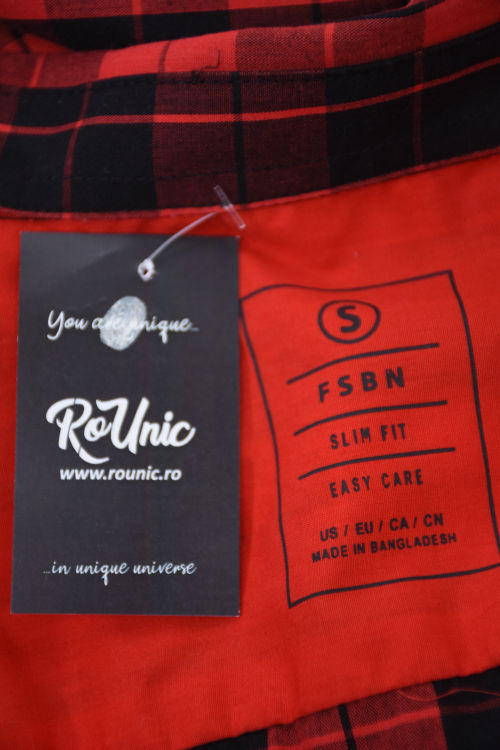 You are unique...
RoUnic
www.rounic.ro
...in unique universe
S
FSBN
SLIM FIT
EASY CARE
US / EU / CA / CN
MADE IN BANGLADESH